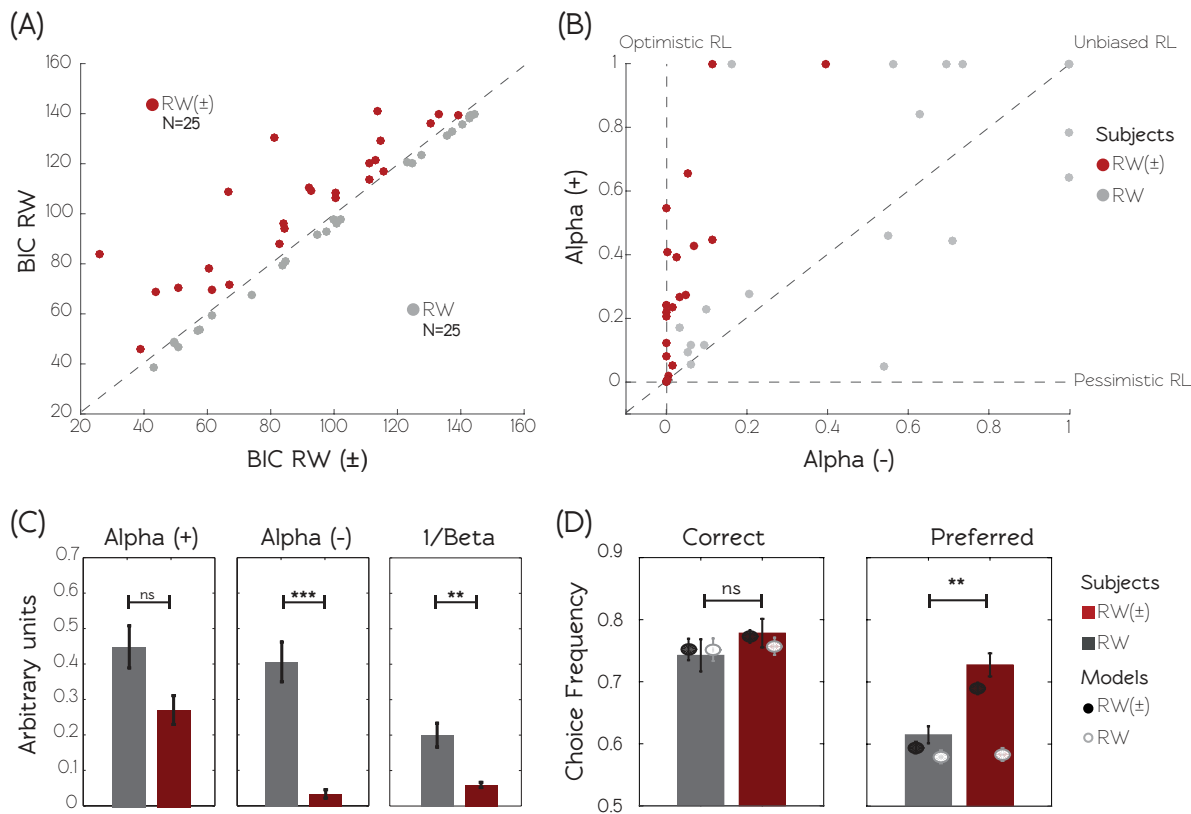 (A)
160
140
120
100
80
60
40
20
BIC RW
RW(±)
N=25
RW
N=25
20
40
60
80
100
120
140
160
BIC RW (±)
(B)
Optimistic RL
Unbiased RL
1
0.8
0.6
0.4
0.2
0
Alpha (+)
Pessimistic RL
0
0.2
0.4
0.6
0.8
1
Alpha (-)
Subjects
RW(±)
RW
(C)
Alpha (+)
Alpha (-)
1/Beta
0.7
0.6
0.5
0.4
0.3
0.2
0.1
0
Arbitrary units
ns
***
**
(D)
Correct
Preferred
0.9
0.8
0.7
0.6
0.5
Choice Frequency
ns
**
Subjects
RW(±)
RW
Models
RW(±)
RW